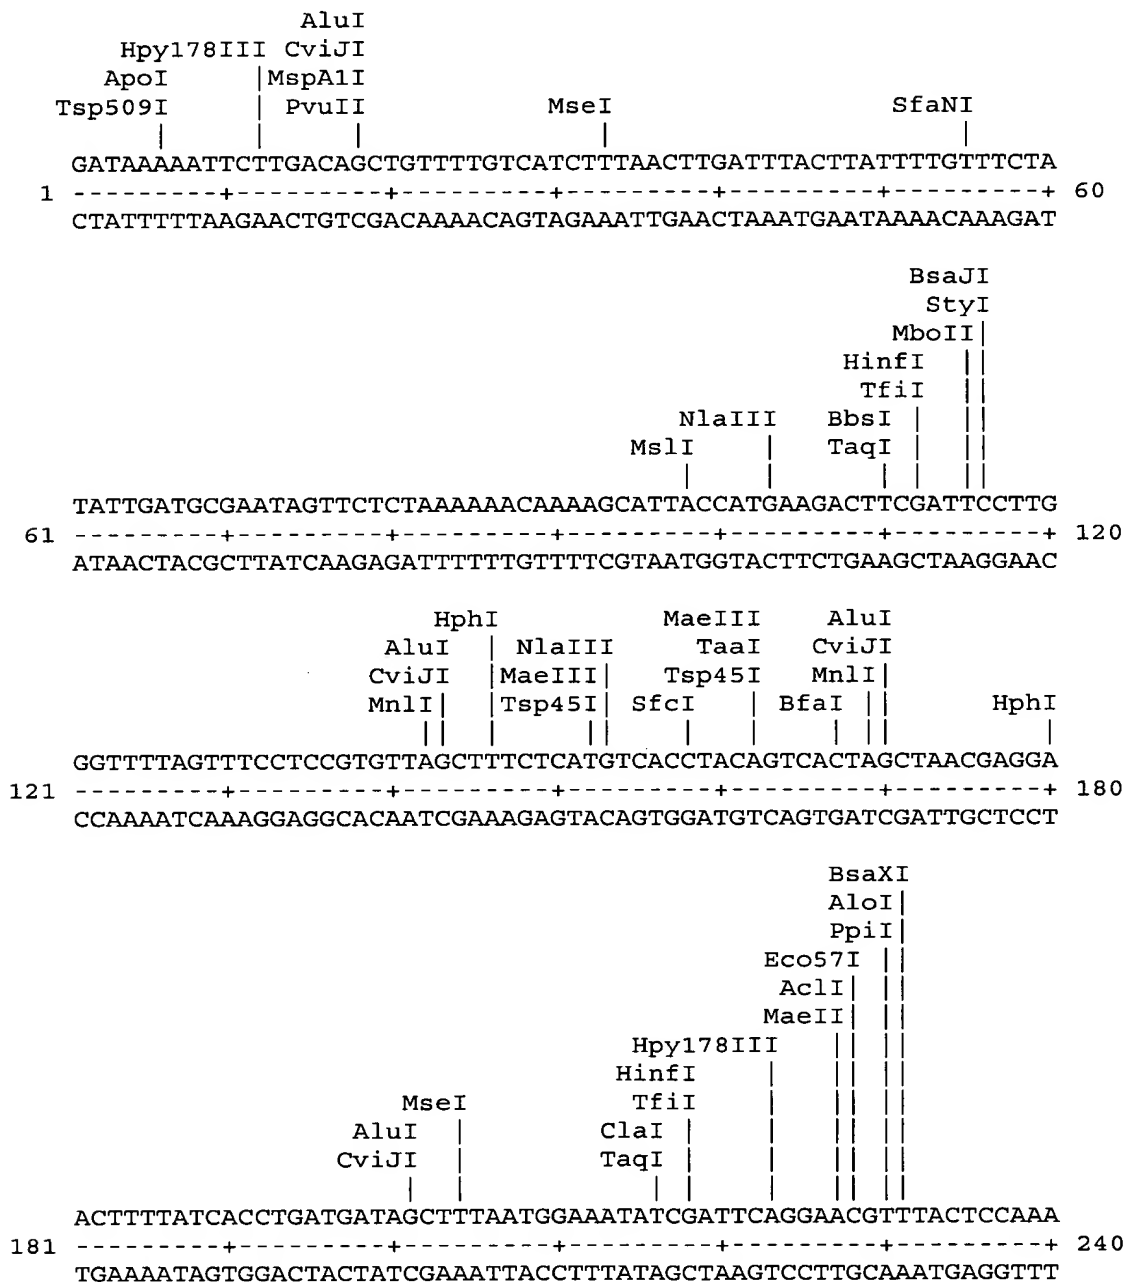 AluI
Hpy178III CviJI
ApoI |MspA1I
Tsp509I | PvuII MseI SfaNI
GATAAAAATTCTTGACAGCTGTTTTGTCATCTTTAACTTGATTTACTTATTTTGTTTCTA
1 ---------+---------+---------+---------+---------+---------+ 60
CTATTTTTAAGAACTGTCGACAAAACAGTAGAAATTGAACTAAATGAATAAAACAAAGAT
BsaJI
StyI
MboII|
HinfI ||
TfiI ||
NlaIII BbsI | ||
MslI | TaqI | ||
TATTGATGCGAATAGTTCTCTAAAAAACAAAAGCATTACCATGAAGACTTCGATTCCTTG
61 ---------+---------+---------+---------+---------+---------+ 120
ATAACTACGCTTATCAAGAGATTTTTTGTTTTCGTAATGGTACTTCTGAAGCTAAGGAAC
HphI MaeIII AluI
AluI | NlaIII TaaI CviJI
CviJI |MaeIII| Tsp45I MnlI|
MnlI| |Tsp45I| SfcI | BfaI || HphI
GGTTTTAGTTTCCTCCGTGTTAGCTTTCTCATGTCACCTACAGTCACTAGCTAACGAGGA
121 ---------+---------+---------+---------+---------+---------+ 180
CCAAAATCAAAGGAGGCACAATCGAAAGAGTACAGTGGATGTCAGTGATCGATTGCTCCT
BsaXI
AloI|
PpiI|
Eco57I ||
AclI| ||
MaeII| ||
Hpy178III || ||
HinfI | || ||
MseI TfiI | || ||
AluI | ClaI | | || ||
CviJI | TaqI | | || ||
ACTTTTATCACCTGATGATAGCTTTAATGGAAATATCGATTCAGGAACGTTTACTCCAAA
181 ---------+---------+---------+---------+---------+---------+ 240
TGAAAATAGTGGACTACTATCGAAATTACCTTTATAGCTAAGTCCTTGCAAATGAGGTTT